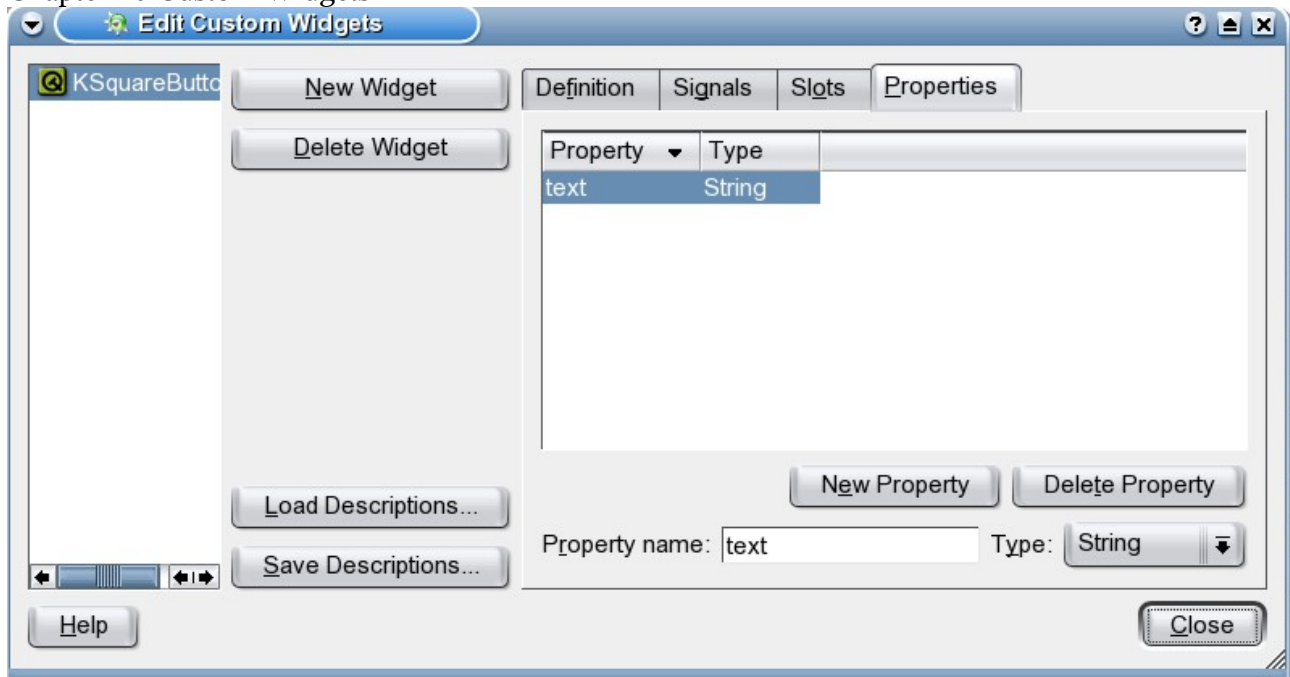 Edit Custom Widgets
KSquareButto
New Widget
Delete Widget
Load Descriptions...
Save Descriptions...
Definition Signals Slots Properties
Property Type
text String
New Property Delete Property
Property name: text Type: String
Help Close